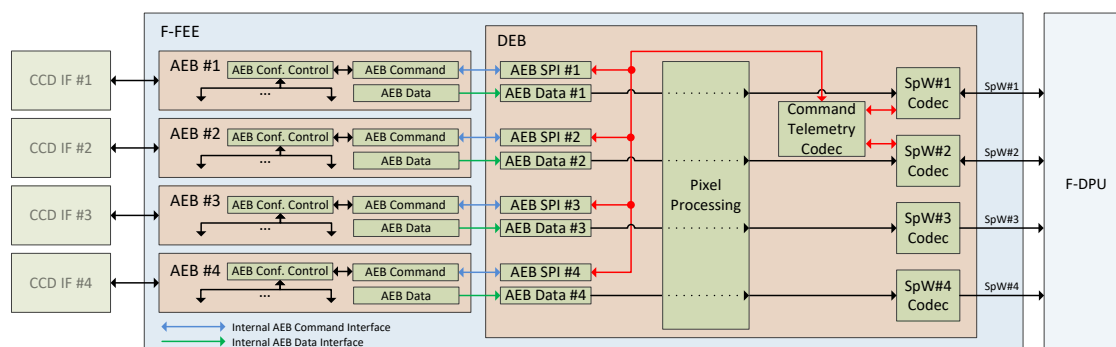 F-FEE
DEB
CCD IF #1
AEB #1
AEB Conf. Control
AEB Command
...
AEB Data
AEB SPI #1
AEB Data #1
SpW#1
Codec
SpW#1
Command
Telemetry
Codec
CCD IF #2
AEB #2
AEB Conf. Control
AEB Command
...
AEB Data
AEB SPI #2
AEB Data #2
SpW#2
Codec
SpW#2
Pixel
Processing
F-DPU
CCD IF #3
AEB #3
AEB Conf. Control
AEB Command
...
AEB Data
AEB SPI #3
AEB Data #3
SpW#3
Codec
SpW#3
CCD IF #4
AEB #4
AEB Conf. Control
AEB Command
...
AEB Data
AEB SPI #4
AEB Data #4
SpW#4
Codec
SpW#4
Internal AEB Command Interface
Internal AEB Data Interface